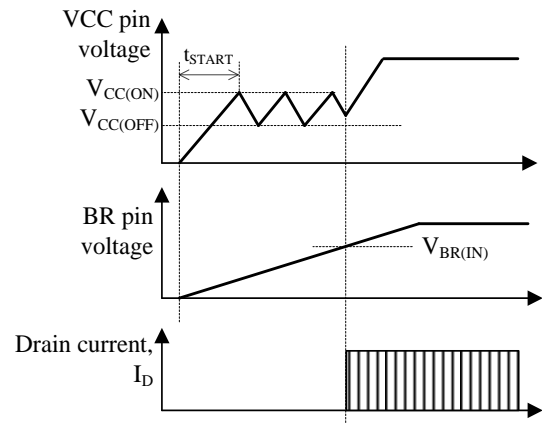 VCC pin
voltage
tSTART
VCC(ON)
VCC(OFF)
BR pin
voltage
VBR(IN)
Drain current,
ID